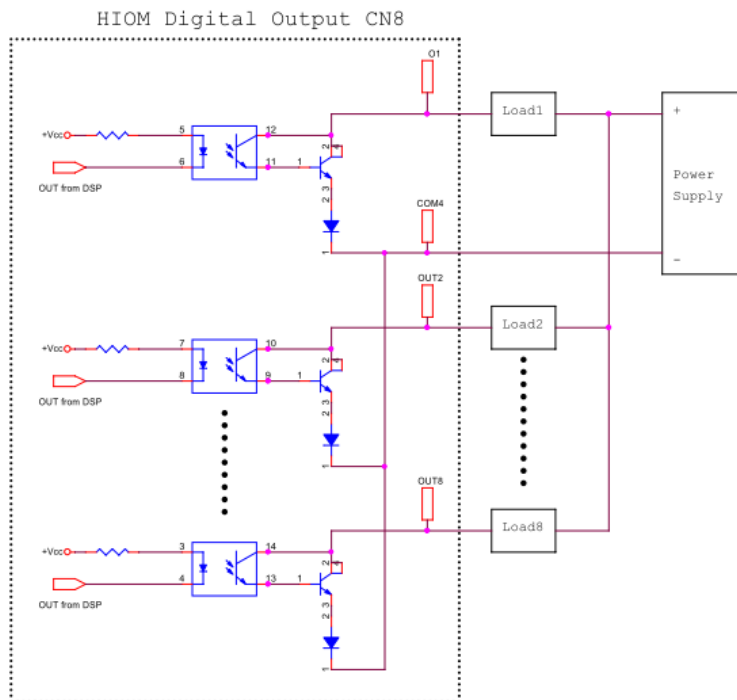 HIOM Digital Output CN8
O1
+Vcc
5
12
2
4
Load1
+
OUT from DSP
6
11
1
3
2
1
Power
Supply
COM4
-
OUT2
+Vcc
7
10
2
4
Load2
OUT from DSP
8
9
1
3
2
1
OUT8
+Vcc
3
14
2
4
Load8
OUT from DSP
4
13
1
3
2
1